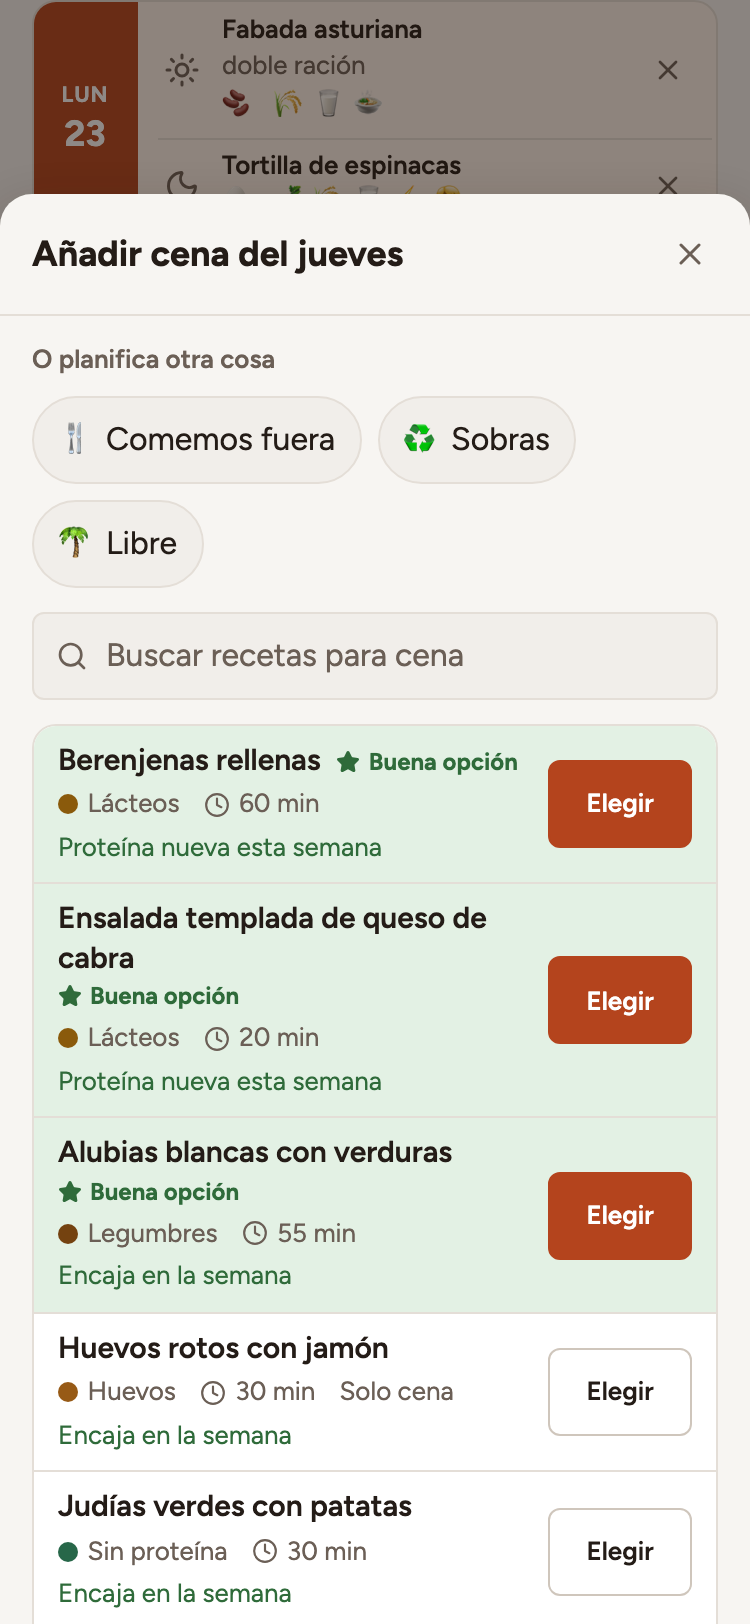 Fabada asturiana
doble ración
LUN
23
Tortilla de espinacas
Añadir cena del jueves
O planifica otra cosa
Comemos fuera
Sobras
Libre
Buscar recetas para cena
Berenjenas rellenas Buena opción
Lácteos 60 min
Proteína nueva esta semana
Elegir
Ensalada templada de queso de
cabra
Buena opción
Lácteos 20 min
Proteína nueva esta semana
Elegir
Alubias blancas con verduras
Buena opción
Legumbres 55 min
Encaja en la semana
Elegir
Huevos rotos con jamón
Huevos 30 min Solo cena
Encaja en la semana
Elegir
Judías verdes con patatas
Sin proteína 30 min
Encaja en la semana
Elegir